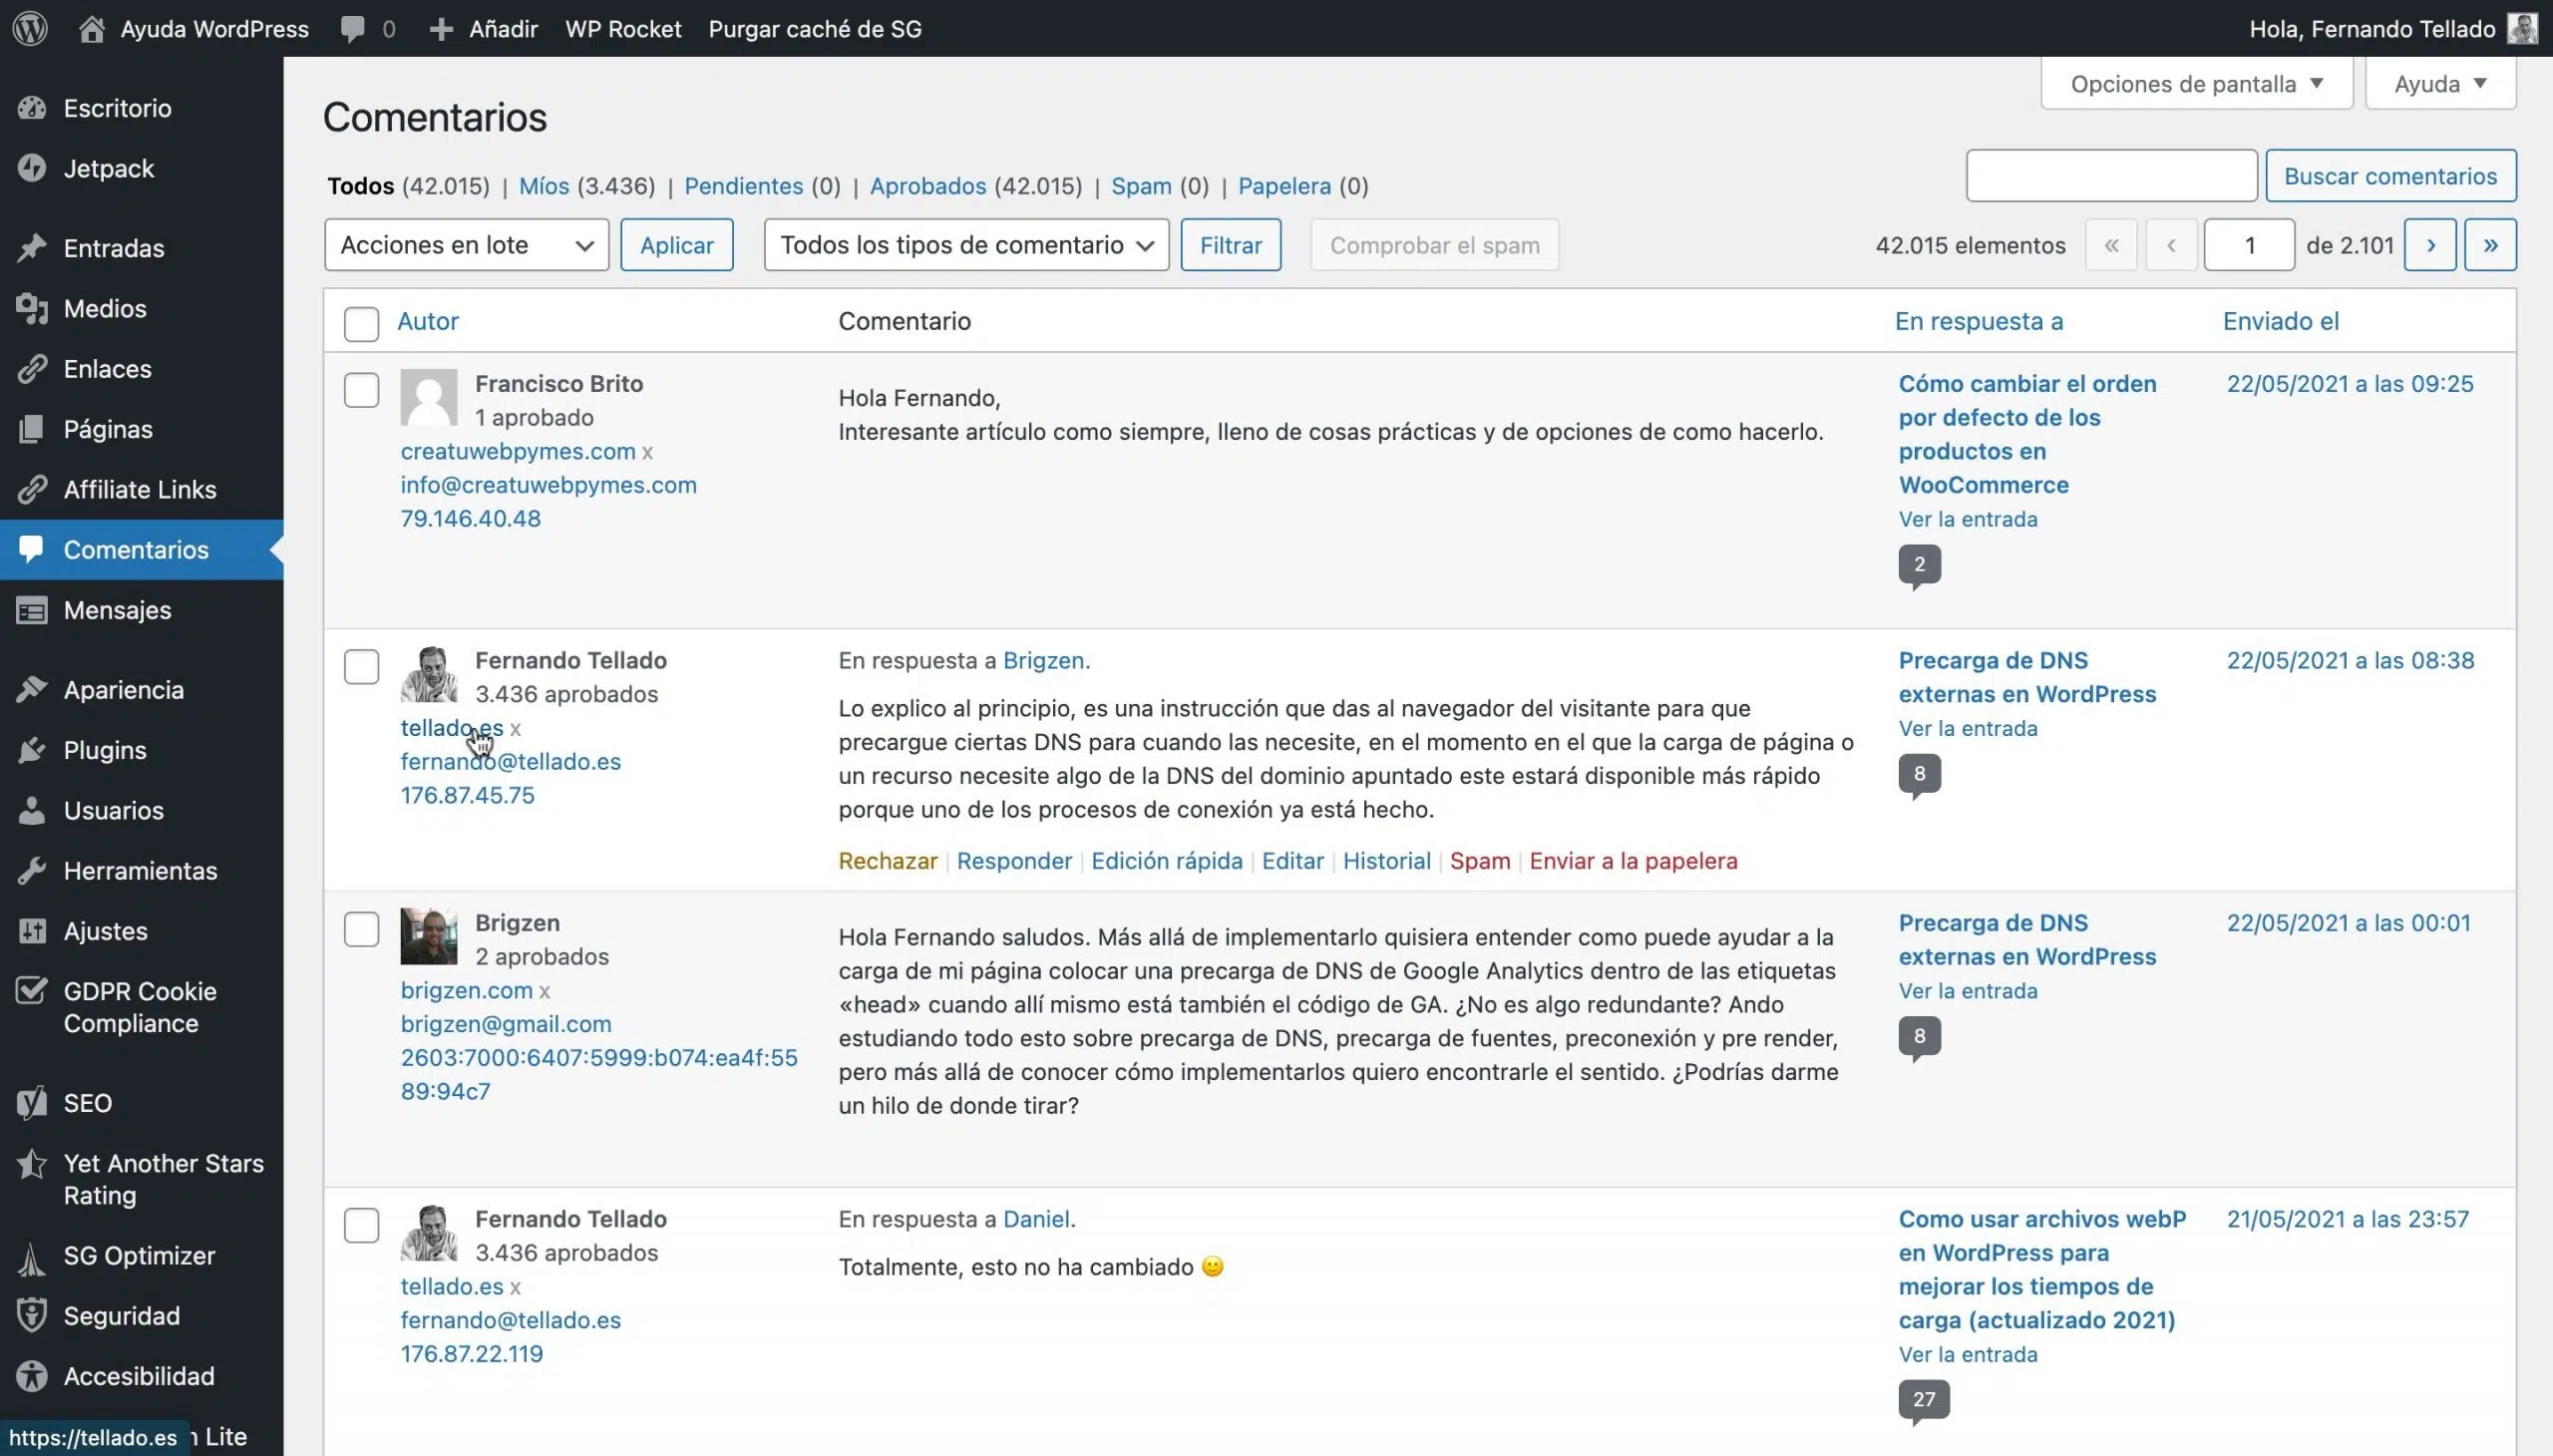 Ayuda WordPress 0 Añadir WP Rocket Purgar caché de SG Hola, Fernando Tellado
Escritorio
Jetpack
Entradas
Medios
Enlaces
Páginas
Affiliate Links
Comentarios
Mensajes
Apariencia
Plugins
Usuarios
Herramientas
Ajustes
GDPR Cookie
Compliance
SEO
Yet Another Stars
Rating
SG Optimizer
Seguridad
Accesibilidad
Lite
https://tellado.es
Opciones de pantalla ▼ Ayuda ▼
Comentarios
Todos (42.015) | Míos (3.436) | Pendientes (0) | Aprobados (42.015) | Spam (0) | Papelera (0)
Buscar comentarios
Acciones en lote Aplicar Todos los tipos de comentario Filtrar Comprobar el spam 42.015 elementos « ‹ 1 de 2.101 › »
Autor Comentario En respuesta a Enviado el
Francisco Brito
1 aprobado
creatuwebpymes.com x
info@creatuwebpymes.com
79.146.40.48
Hola Fernando,
Interesante artículo como siempre, lleno de cosas prácticas y de opciones de como hacerlo.
Cómo cambiar el orden
por defecto de los
productos en
WooCommerce
Ver la entrada
2
22/05/2021 a las 09:25
Fernando Tellado
3.436 aprobados
tellado.es x
fernando@tellado.es
176.87.45.75
En respuesta a Brigzen.
Lo explico al principio, es una instrucción que das al navegador del visitante para que
precargue ciertas DNS para cuando las necesite, en el momento en el que la carga de página o
un recurso necesite algo de la DNS del dominio apuntado este estará disponible más rápido
porque uno de los procesos de conexión ya está hecho.
Rechazar | Responder | Edición rápida | Editar | Historial | Spam | Enviar a la papelera
Precarga de DNS
externas en WordPress
Ver la entrada
8
22/05/2021 a las 08:38
Brigzen
2 aprobados
brigzen.com x
brigzen@gmail.com
2603:7000:6407:5999:b074:ea4f:55
89:94c7
Hola Fernando saludos. Más allá de implementarlo quisiera entender como puede ayudar a la
carga de mi página colocar una precarga de DNS de Google Analytics dentro de las etiquetas
«head» cuando allí mismo está también el código de GA. ¿No es algo redundante? Ando
estudiando todo esto sobre precarga de DNS, precarga de fuentes, preconexión y pre render,
pero más allá de conocer cómo implementarlos quiero encontrarle el sentido. ¿Podrías darme
un hilo de donde tirar?
Precarga de DNS
externas en WordPress
Ver la entrada
8
22/05/2021 a las 00:01
Fernando Tellado
3.436 aprobados
tellado.es x
fernando@tellado.es
176.87.22.119
En respuesta a Daniel.
Totalmente, esto no ha cambiado 🙂
Como usar archivos webP
en WordPress para
mejorar los tiempos de
carga (actualizado 2021)
Ver la entrada
27
21/05/2021 a las 23:57